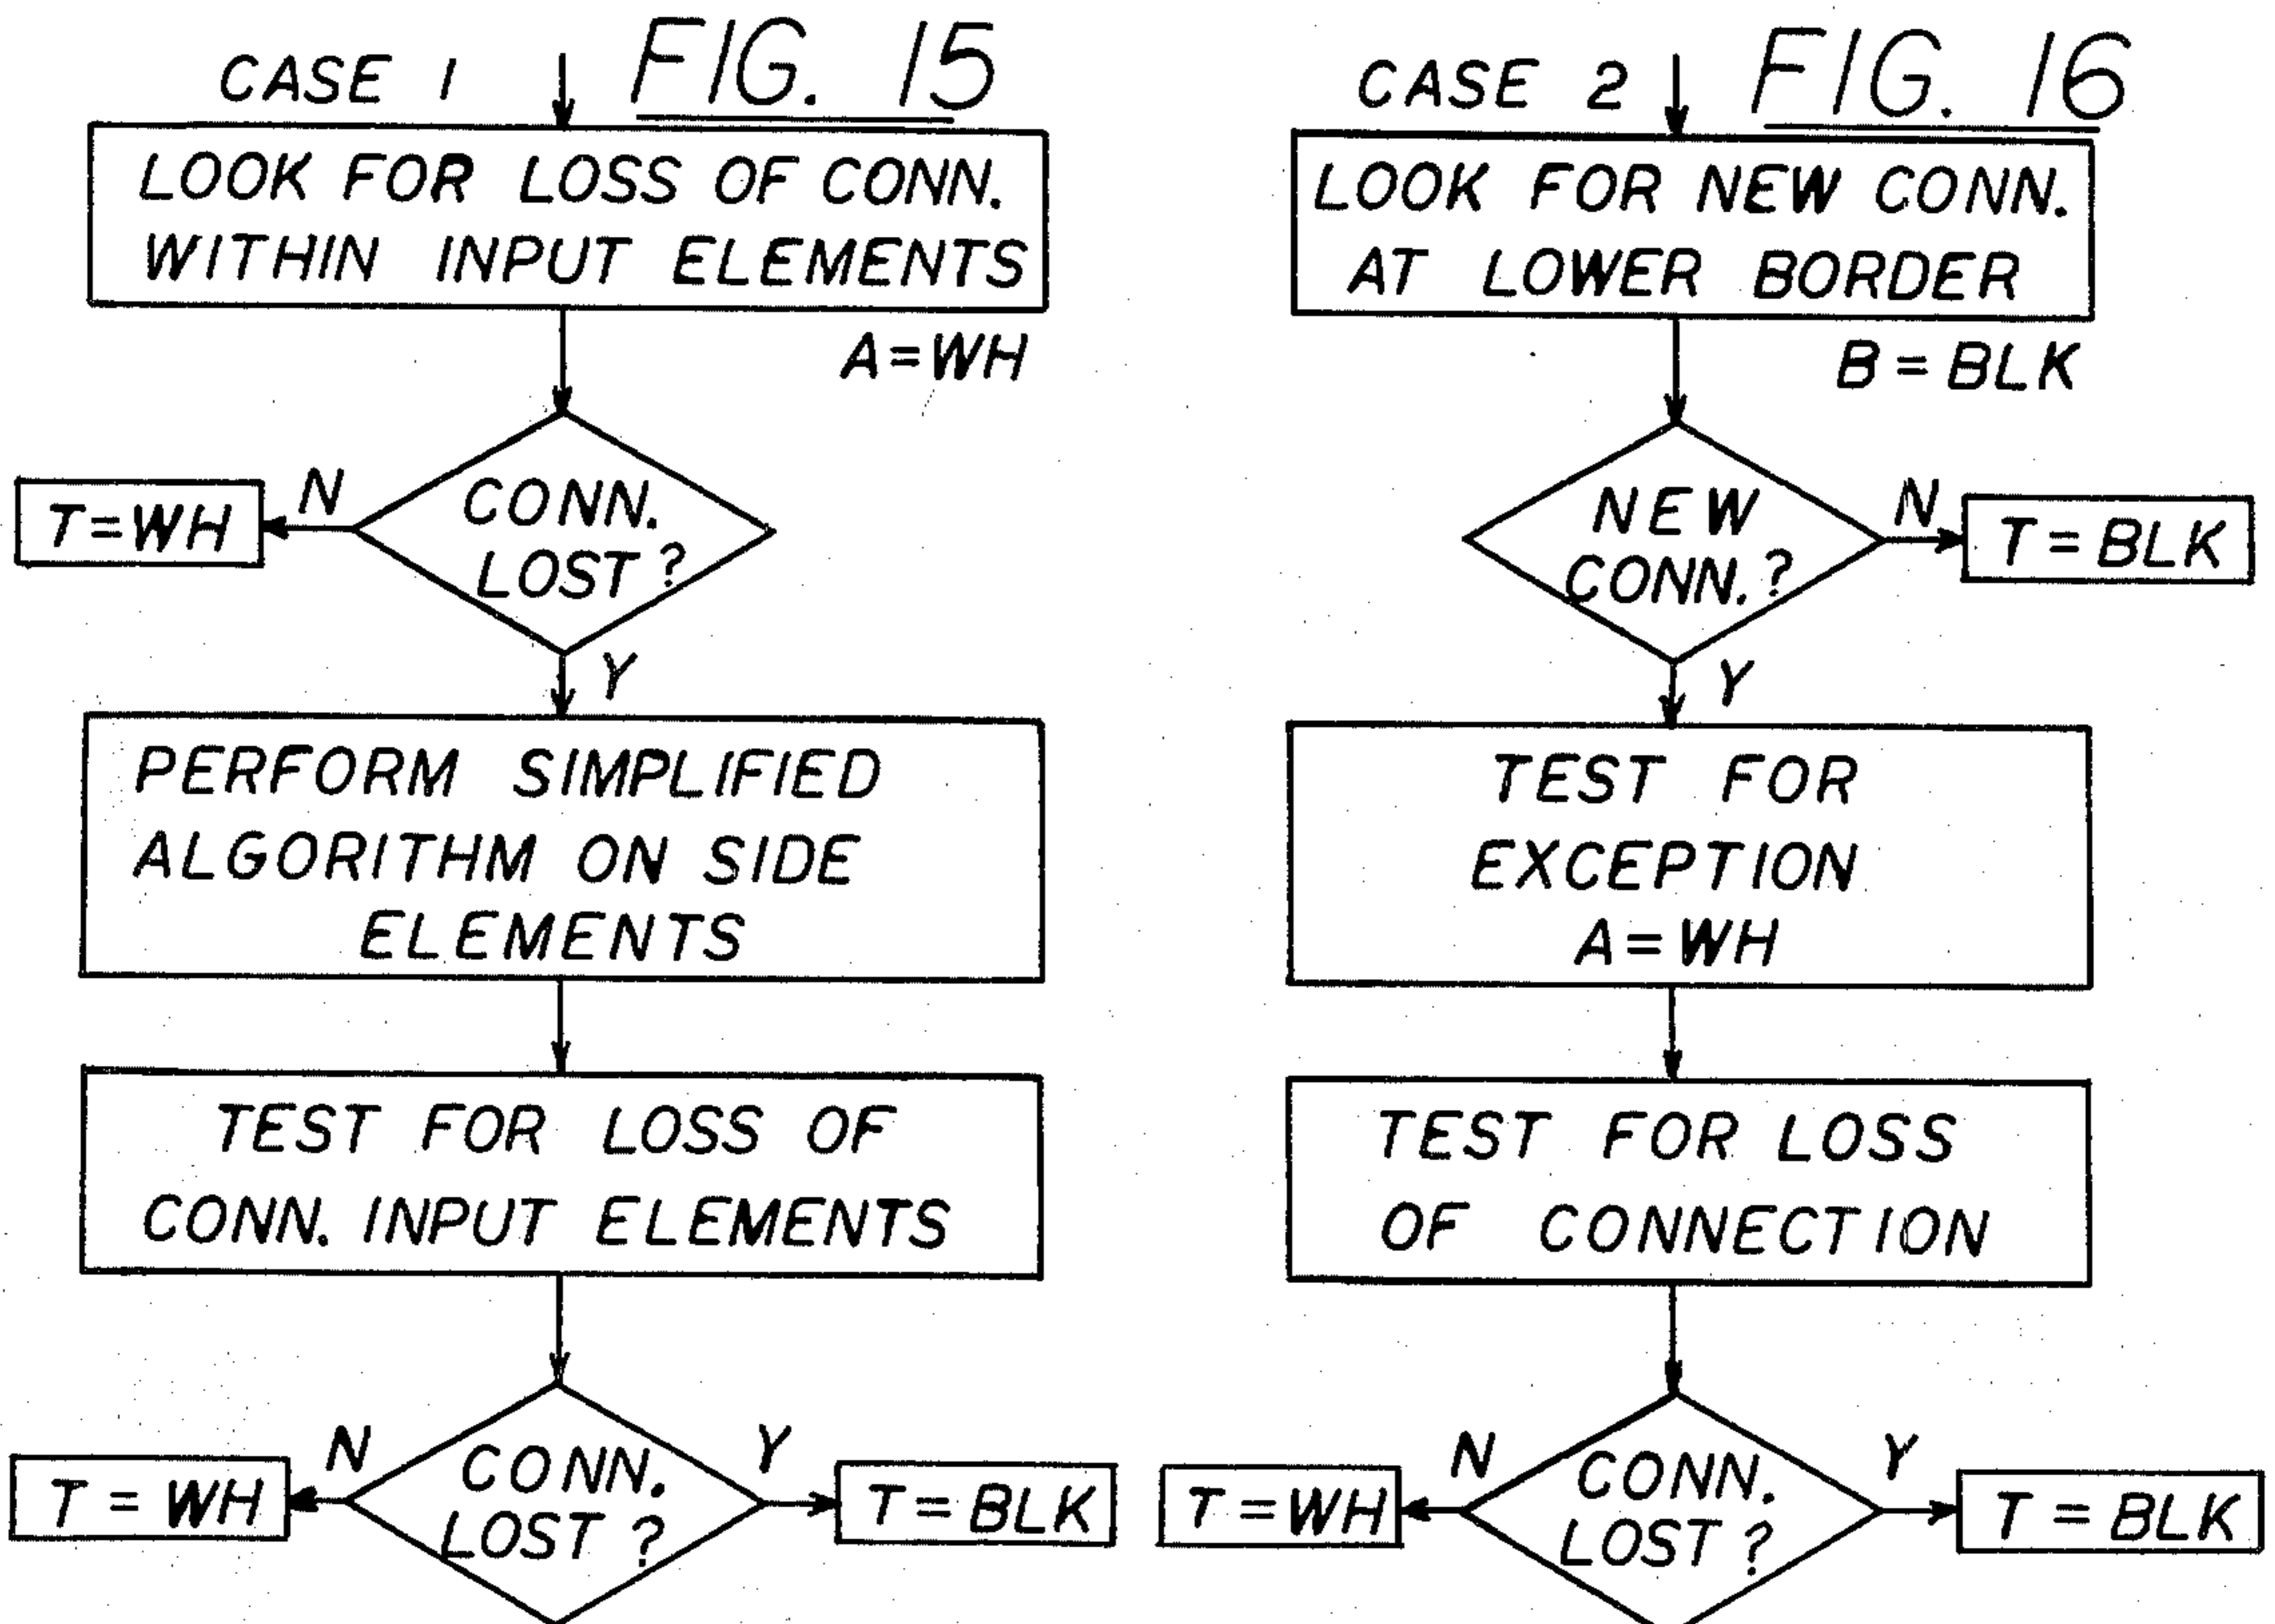 CASE 1
FIG. 15
LOOK FOR LOSS OF CONN.
WITHIN INPUT ELEMENTS
A=WH
CONN.
LOST?
N
T=WH
Y
PERFORM SIMPLIFIED
ALGORITHM ON SIDE
ELEMENTS
TEST FOR LOSS OF
CONN. INPUT ELEMENTS
CONN.
LOST?
N
T=WH
Y
T=BLK
CASE 2
FIG. 16
LOOK FOR NEW CONN.
AT LOWER BORDER
B=BLK
NEW
CONN.?
N
T=BLK
Y
TEST FOR
EXCEPTION
A=WH
TEST FOR LOSS
OF CONNECTION
CONN.
LOST?
N
T=WH
Y
T=BLK